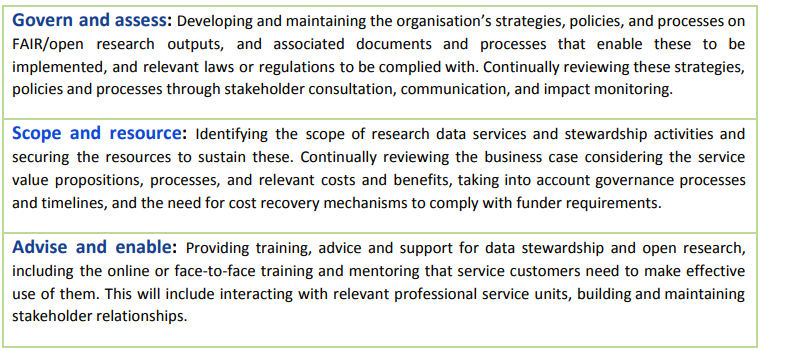 Govern and assess: Developing and maintaining the organisation's strategies, policies, and processes on
FAIR/open research outputs, and associated documents and processes that enable these to be
implemented, and relevant laws or regulations to be complied with. Continually reviewing these strategies,
policies and processes through stakeholder consultation, communication, and impact monitoring.
Scope and resource: Identifying the scope of research data services and stewardship activities and
securing the resources to sustain these. Continually reviewing the business case considering the service
value propositions, processes, and relevant costs and benefits, taking into account governance processes
and timelines, and the need for cost recovery mechanisms to comply with funder requirements.
Advise and enable: Providing training, advice and support for data stewardship and open research,
including the online or face-to-face training and mentoring that service customers need to make effective
use of them. This will include interacting with relevant professional service units, building and maintaining
stakeholder relationships.